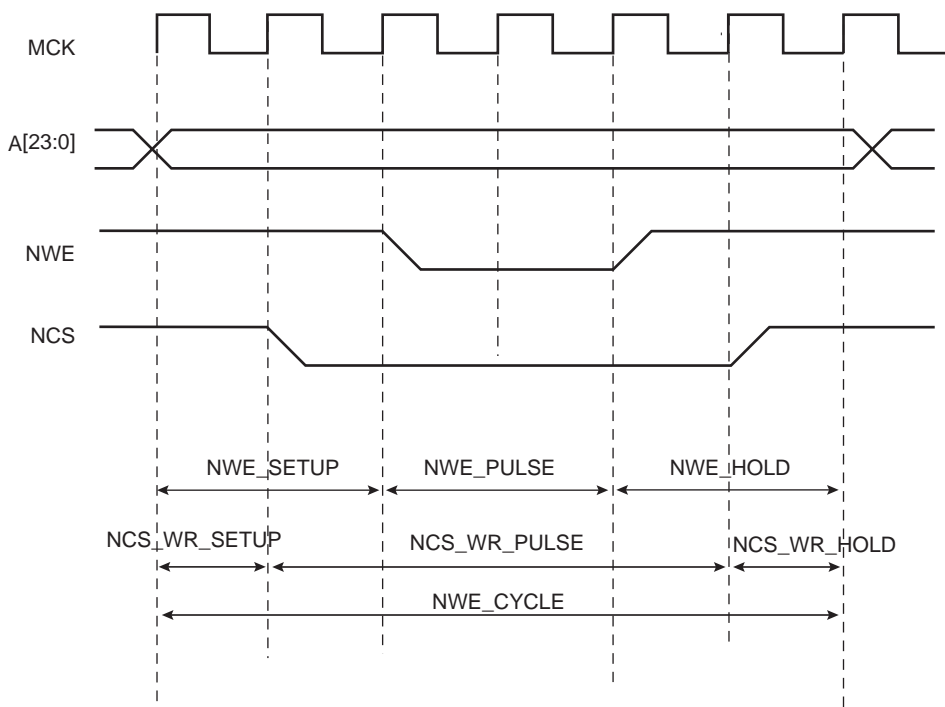 MCK
A[23:0]
NWE
NCS
NWE_SETUP NWE_PULSE NWE_HOLD
NCS_WR_SETUP NCS_WR_PULSE NCS_WR_HOLD
NWE_CYCLE